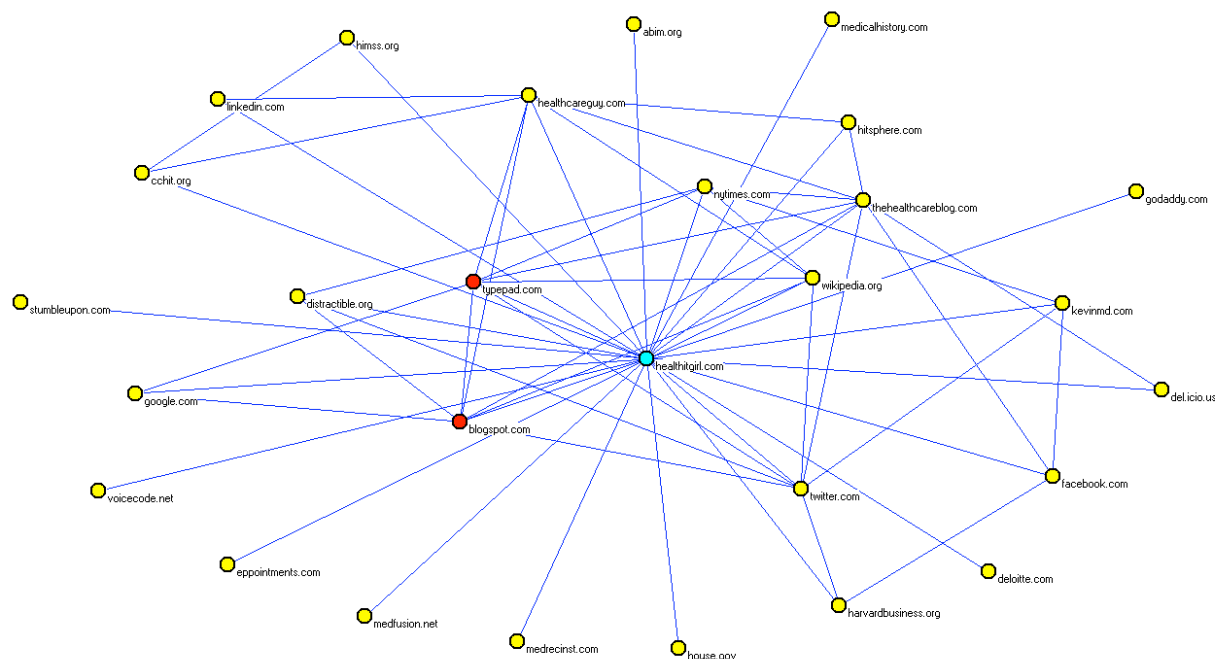 abim.org
medicalhistory.com
himss.org
linkedin.com
healthcareguy.com
hitsphere.com
cchit.org
nytimes.com
thehealthcareblog.com
godaddy.com
typepad.com
wikipedia.org
distractible.org
stumbleupon.com
kevinmd.com
healthitgirl.com
google.com
del.icio.us
blogspot.com
voicecode.net
twitter.com
facebook.com
eppointments.com
deloitte.com
harvardbusiness.org
medfusion.net
medrecinst.com
house.gov